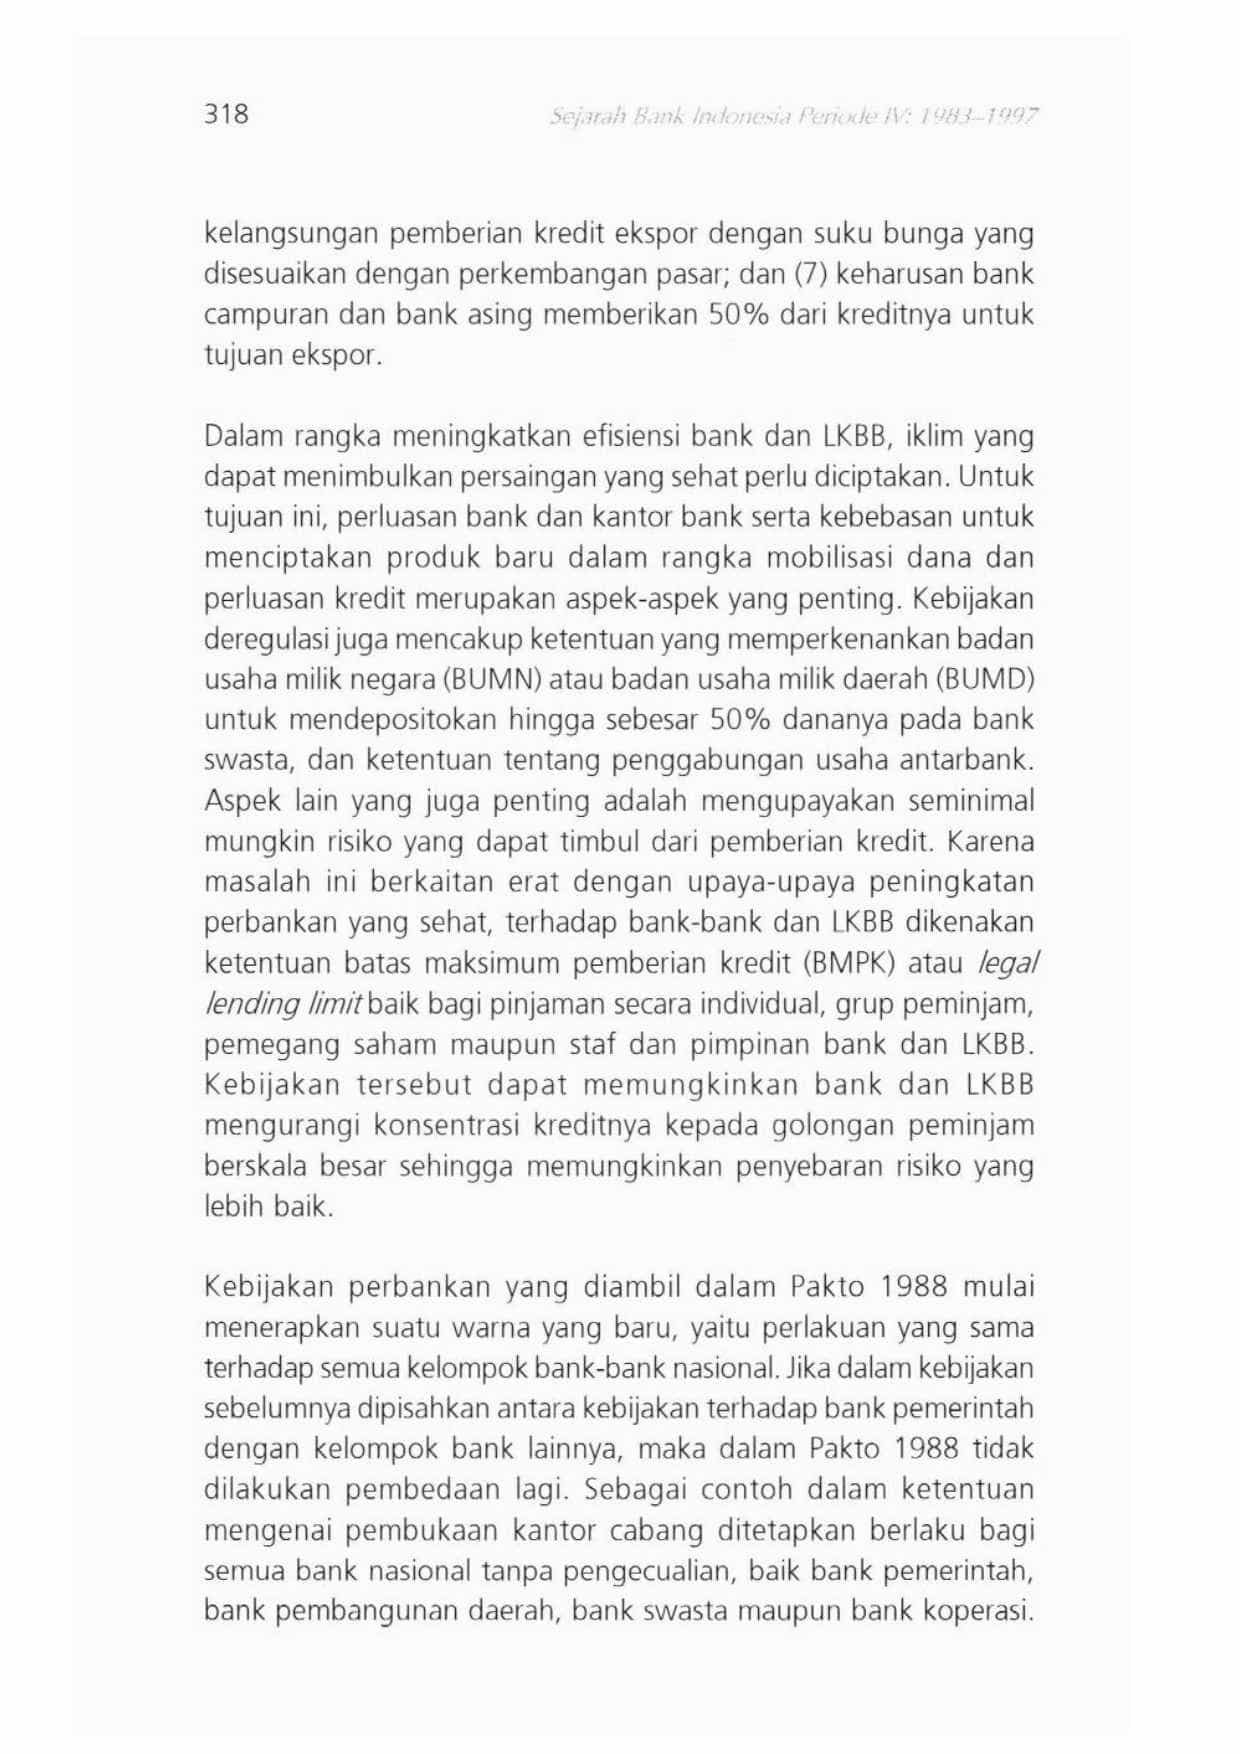 318
Sejarah Bank Indonesia Periode IV: 1983–1997
kelangsungan pemberian kredit ekspor dengan suku bunga yang
disesuaikan dengan perkembangan pasar; dan (7) keharusan bank
campuran dan bank asing memberikan 50% dari kreditnya untuk
tujuan ekspor.
Dalam rangka meningkatkan efisiensi bank dan LKBB, iklim yang
dapat menimbulkan persaingan yang sehat perlu diciptakan. Untuk
tujuan ini, perluasan bank dan kantor bank serta kebebasan untuk
menciptakan produk baru dalam rangka mobilisasi dana dan
perluasan kredit merupakan aspek-aspek yang penting. Kebijakan
deregulasi juga mencakup ketentuan yang memperkenankan badan
usaha milik negara (BUMN) atau badan usaha milik daerah (BUMD)
untuk mendepositokan hingga sebesar 50% dananya pada bank
swasta, dan ketentuan tentang penggabungan usaha antarbank.
Aspek lain yang juga penting adalah mengupayakan seminimal
mungkin risiko yang dapat timbul dari pemberian kredit. Karena
masalah ini berkaitan erat dengan upaya-upaya peningkatan
perbankan yang sehat, terhadap bank-bank dan LKBB dikenakan
ketentuan batas maksimum pemberian kredit (BMPK) atau legal
lending limit baik bagi pinjaman secara individual, grup peminjam,
pemegang saham maupun staf dan pimpinan bank dan LKBB.
Kebijakan tersebut dapat memungkinkan bank dan LKBB
mengurangi konsentrasi kreditnya kepada golongan peminjam
berskala besar sehingga memungkinkan penyebaran risiko yang
lebih baik.
Kebijakan perbankan yang diambil dalam Pakto 1988 mulai
menerapkan suatu warna yang baru, yaitu perlakuan yang sama
terhadap semua kelompok bank-bank nasional. Jika dalam kebijakan
sebelumnya dipisahkan antara kebijakan terhadap bank pemerintah
dengan kelompok bank lainnya, maka dalam Pakto 1988 tidak
dilakukan pembedaan lagi. Sebagai contoh dalam ketentuan
mengenai pembukaan kantor cabang ditetapkan berlaku bagi
semua bank nasional tanpa pengecualian, baik bank pemerintah,
bank pembangunan daerah, bank swasta maupun bank koperasi.